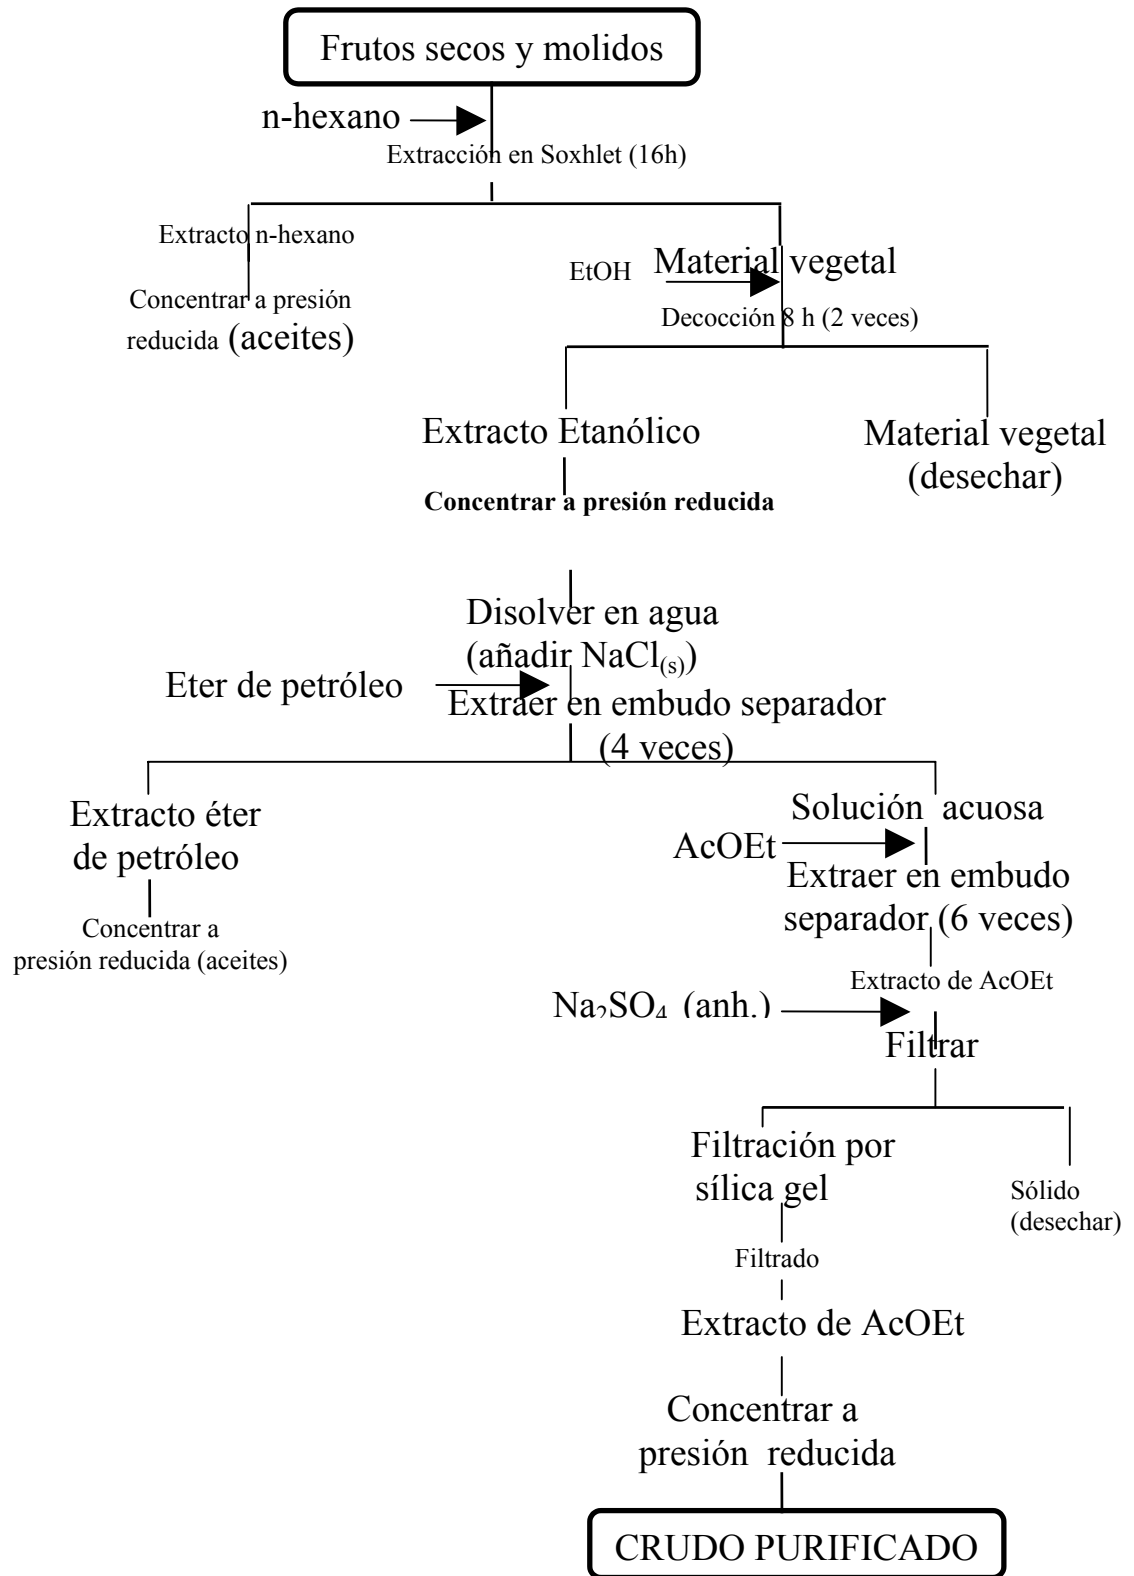 Frutos secos y molidos
n-hexano
Extracción en Soxhlet (16h)
Extracto n-hexano
Concentrar a presión
reducida (aceites)
EtOH
Material vegetal
Decocción 8 h (2 veces)
Extracto Etanólico
Material vegetal
(desechar)
Concentrar a presión reducida
Disolver en agua
(añadir NaCl(s))
Eter de petróleo
Extraer en embudo separador
(4 veces)
Extracto éter
de petróleo
Concentrar a
presión reducida (aceites)
Solución acuosa
AcOEt
Extraer en embudo
separador (6 veces)
Extracto de AcOEt
Na₂SO₄ (anh.)
Filtrar
Filtración por
sílica gel
Sólido
(desechar)
Filtrado
Extracto de AcOEt
Concentrar a
presión reducida
CRUDO PURIFICADO